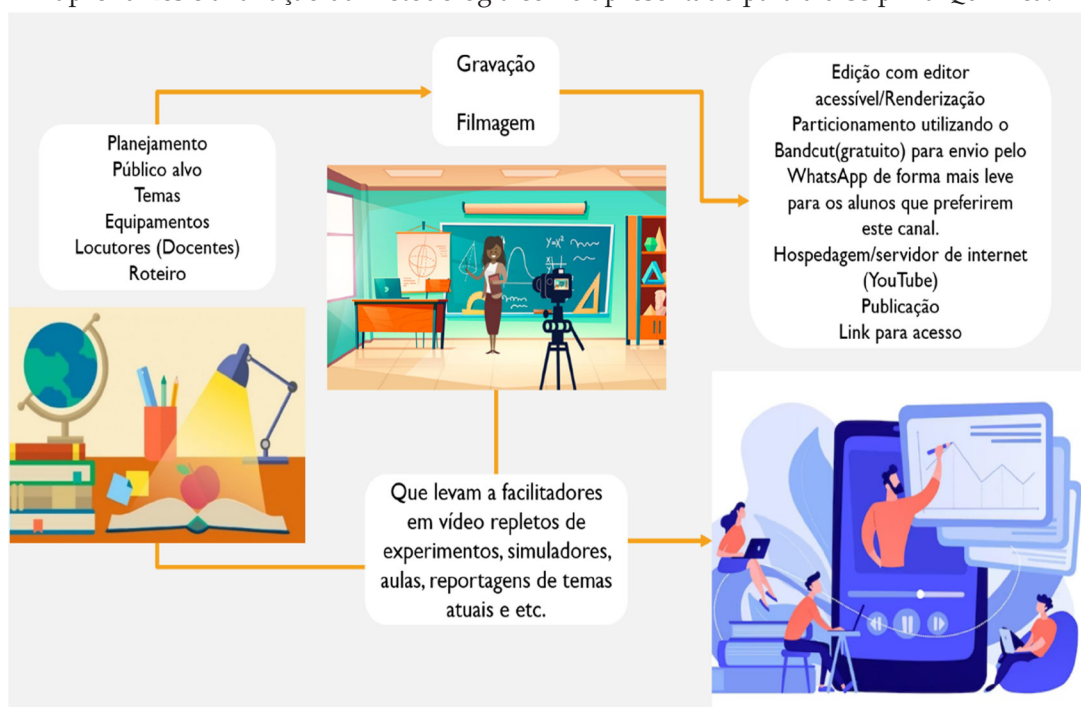 Planejamento
Público alvo
Temas
Equipamentos
Locutores (Docentes)
Roteiro
Gravação
Filmagem
Edição com editor
acessível/Renderização
Particionamento utilizando o
Bandcut(gratuito) para envio pelo
WhatsApp de forma mais leve
para os alunos que preferirem
este canal.
Hospedagem/servidor de internet
(YouTube)
Publicação
Link para acesso
y=x²
Que levam a facilitadores
em vídeo repletos de
experimentos, simuladores,
aulas, reportagens de temas
atuais e etc.